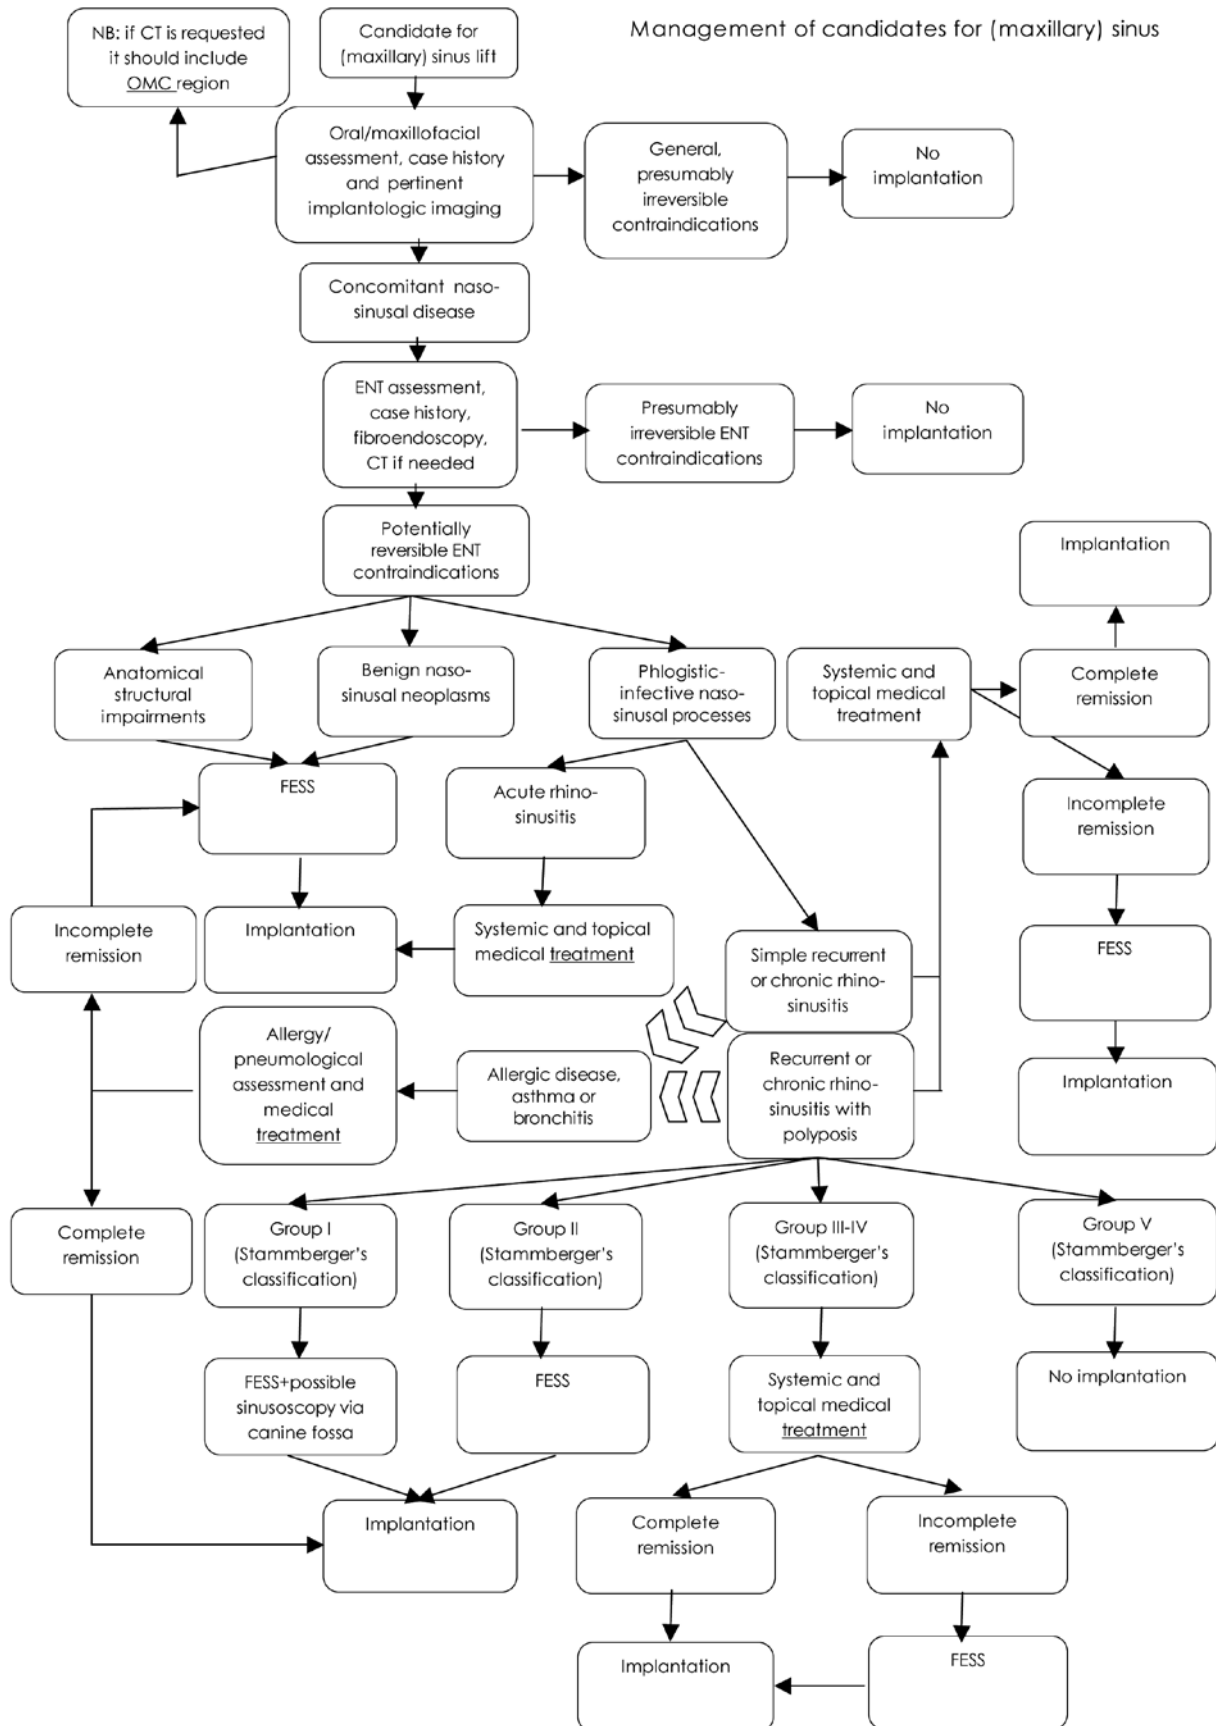 Management of candidates for (maxillary) sinus
NB: if CT is requested
it should include
OMC region
Candidate for
(maxillary) sinus lift
Oral/maxillofacial
assessment, case history
and pertinent
implantologic imaging
General,
presumably
irreversible
contraindications
No
implantation
Concomitant naso-
sinusal disease
ENT assessment,
case history,
fibroendoscopy,
CT if needed
Presumably
irreversible ENT
contraindications
No
implantation
Potentially
reversible ENT
contraindications
Implantation
Anatomical
structural
impairments
Benign naso-
sinusal neoplasms
Phlogistic-
infective naso-
sinusal processes
Systemic and
topical medical
treatment
Complete
remission
FESS
Acute rhino-
sinusitis
Incomplete
remission
Incomplete
remission
Implantation
Systemic and topical
medical treatment
Simple recurrent
or chronic rhino-
sinusitis
FESS
Allergy/
pneumological
assessment and
medical
treatment
Allergic disease,
asthma or
bronchitis
Recurrent or
chronic rhino-
sinusitis with
polyposis
Implantation
Complete
remission
Group I
(Stammberger's
classification)
Group II
(Stammberger's
classification)
Group III-IV
(Stammberger's
classification)
Group V
(Stammberger's
classification)
FESS+possible
sinusoscopy via
canine fossa
FESS
Systemic and
topical medical
treatment
No implantation
Implantation
Complete
remission
Incomplete
remission
Implantation
FESS